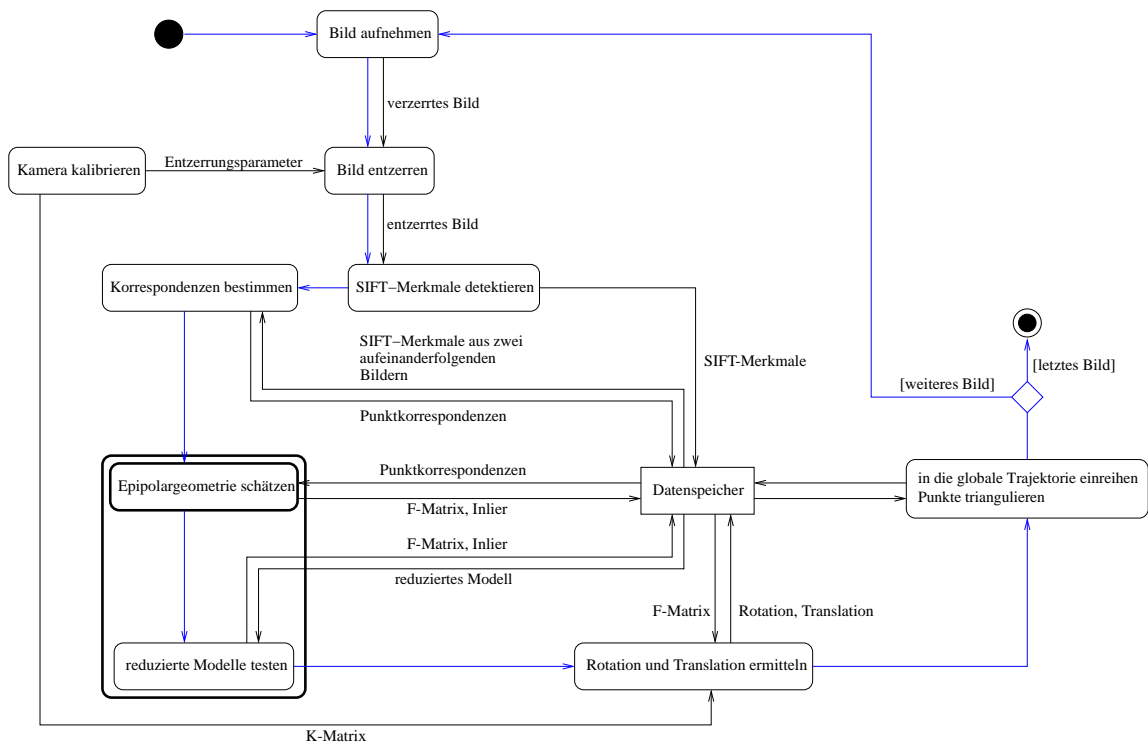 Bild aufnehmen
verzerrtes Bild
Kamera kalibrieren
Entzerrungsparameter
Bild entzerren
entzerrtes Bild
Korrespondenzen bestimmen
SIFT−Merkmale detektieren
SIFT−Merkmale aus zwei
aufeinanderfolgenden
Bildern
SIFT-Merkmale
[letztes Bild]
[weiteres Bild]
Punktkorrespondenzen
Punktkorrespondenzen
Epipolargeometrie schätzen
Datenspeicher
in die globale Trajektorie einreihen
Punkte triangulieren
F-Matrix, Inlier
F-Matrix, Inlier
reduziertes Modell
F-Matrix
Rotation, Translation
reduzierte Modelle testen
Rotation und Translation ermitteln
K-Matrix